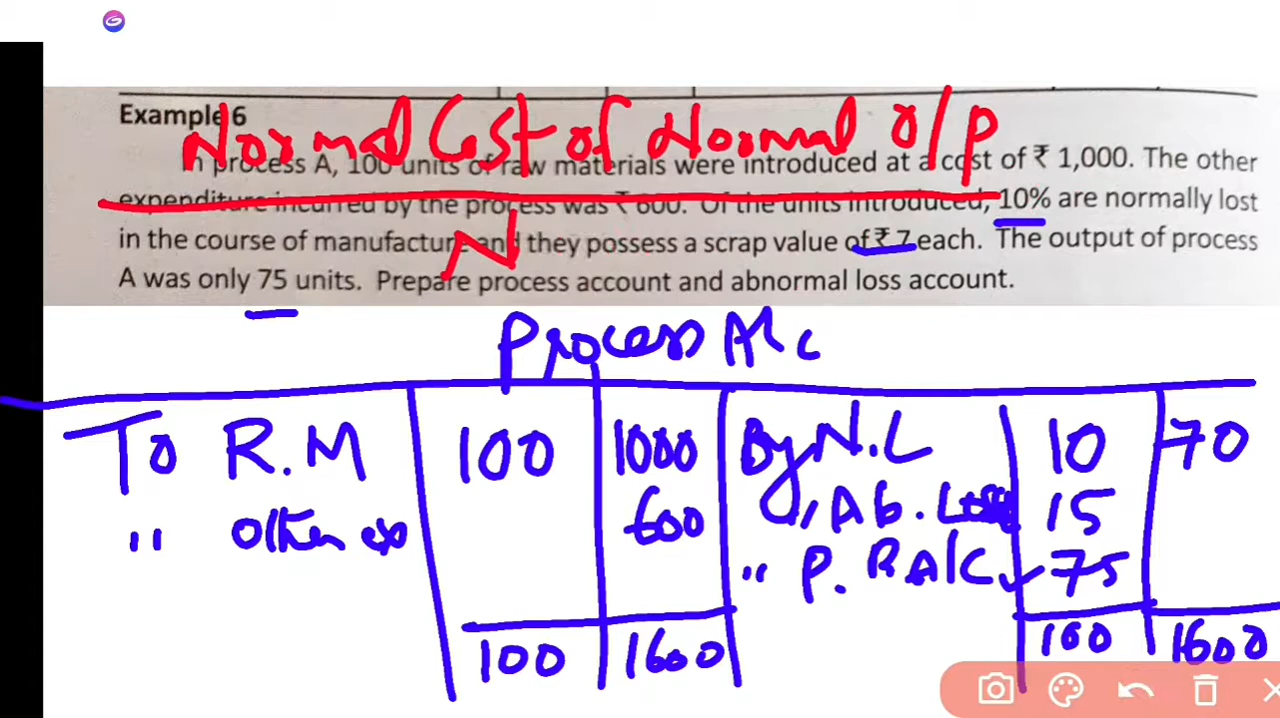 Example 6
Normal Cost of Normal O/P
In process A, 100 units of raw materials were introduced at a cost of ₹ 1,000. The other
expenditure incurred by the process was ₹ 600. Of the units introduced, 10% are normally lost
in the course of manufacture and they possess a scrap value of ₹ 7 each. The output of process
N
A was only 75 units. Prepare process account and abnormal loss account.
Process A/c
To R.M 100 1000 By N.L 10 70
" Other ex 600 " Ab. Loss 15
" P. B A/C 75
100 1600 100 1600